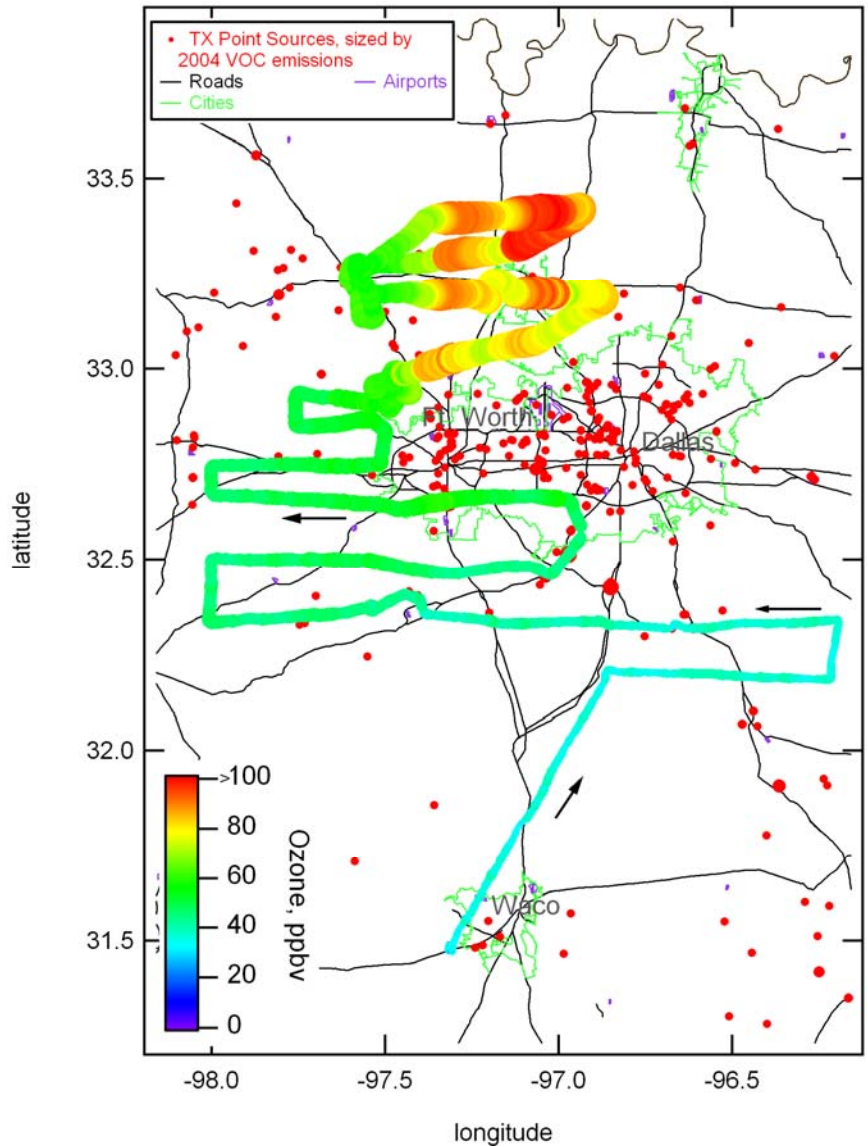 TX Point Sources, sized by
2004 VOC emissions
Roads
Airports
Cities
33.5
33.0
32.5
32.0
31.5
latitude
Ft. Worth
Dallas
Waco
>100
80
60
40
20
0
Ozone, ppbv
-98.0
-97.5
-97.0
-96.5
longitude